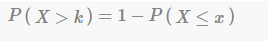 P ( X > k ) = 1 − P ( X ≤ x )